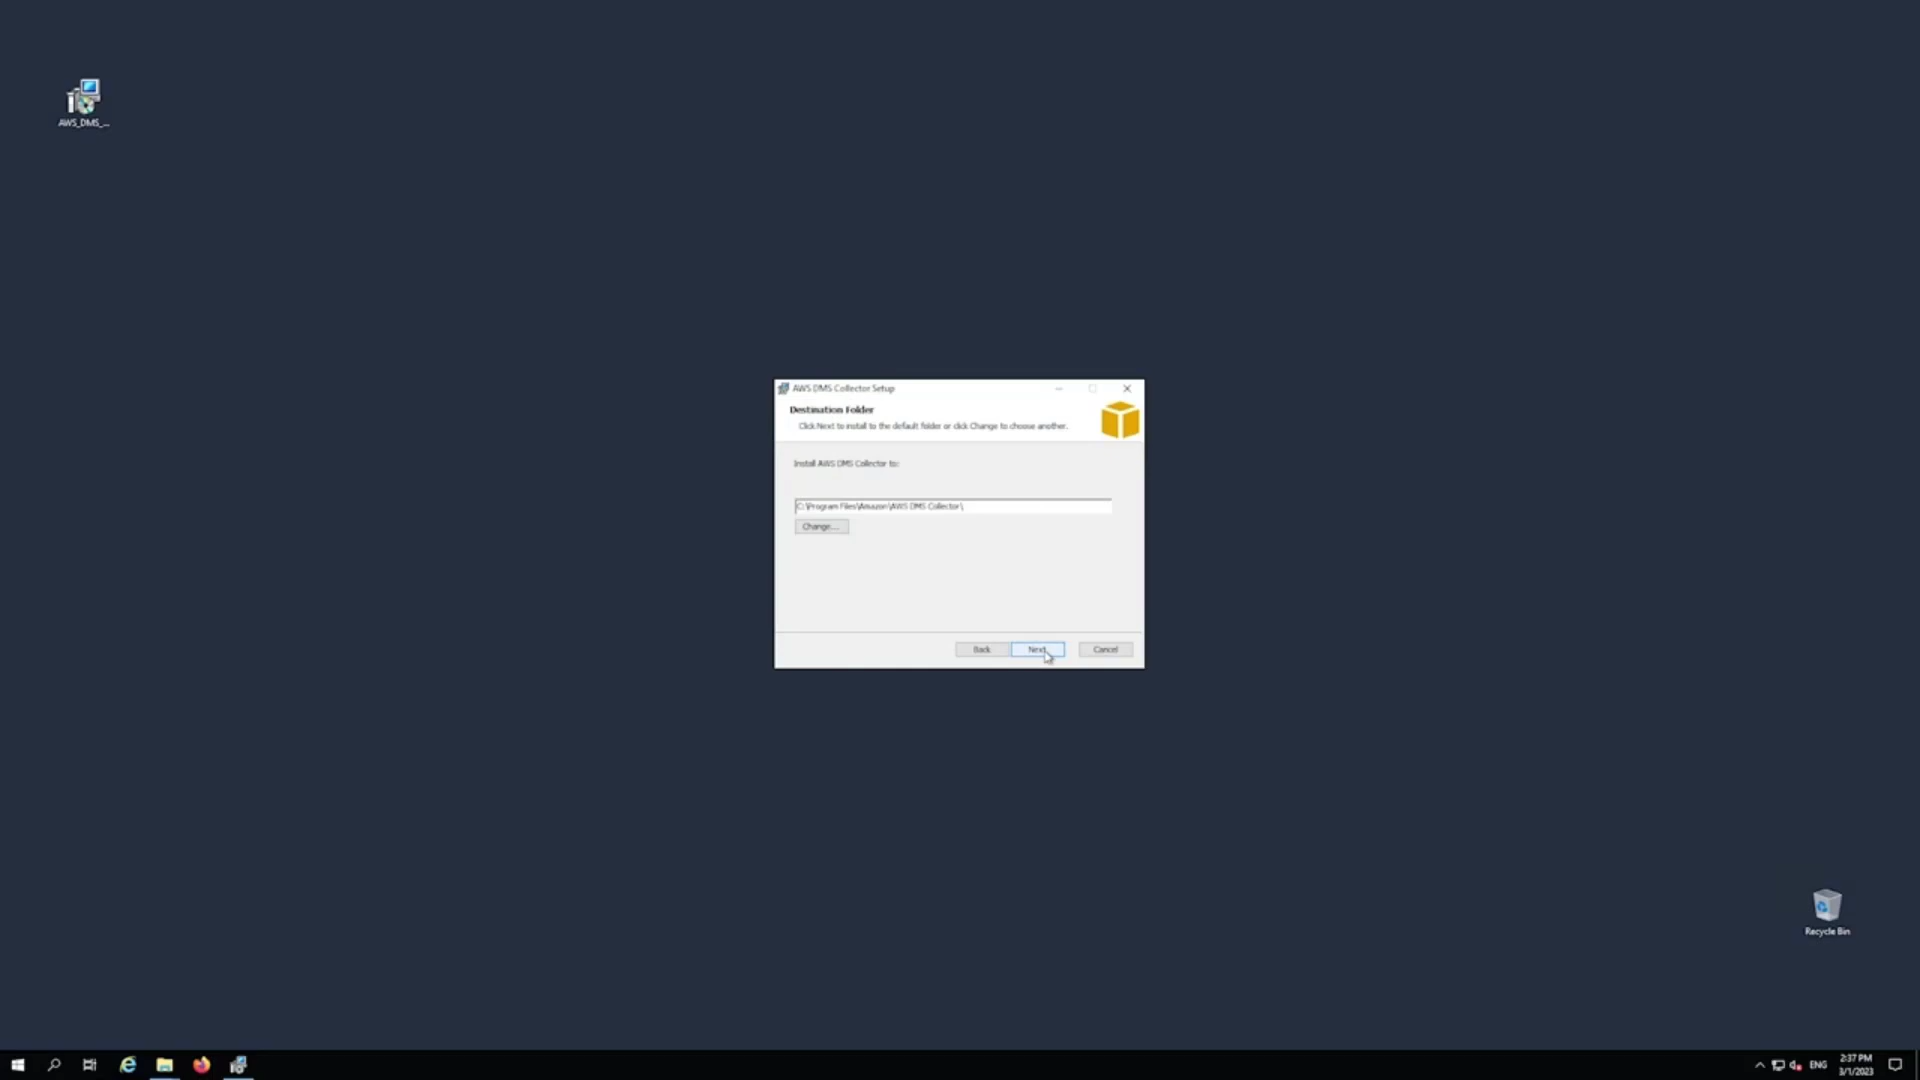 AWS_DMS_...
AWS DMS Collector Setup
Destination Folder
Click Next to install to the default folder or click Change to choose another.
Install AWS DMS Collector to:
C:\Program Files\Amazon\AWS DMS Collector\
Change...
Back
Next
Cancel
Recycle Bin
ENG
2:37 PM
3/1/2023